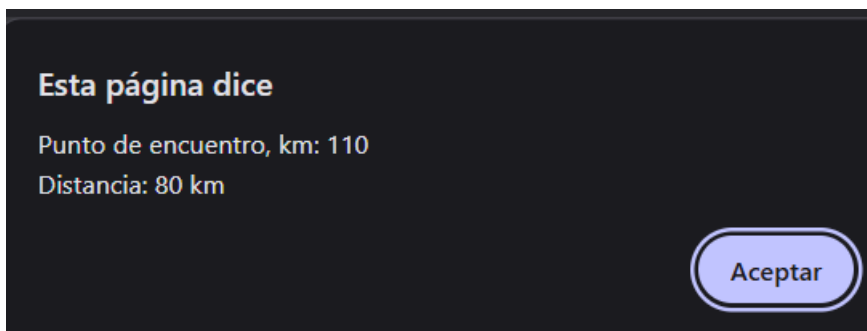 Esta página dice
Punto de encuentro, km: 110
Distancia: 80 km
Aceptar